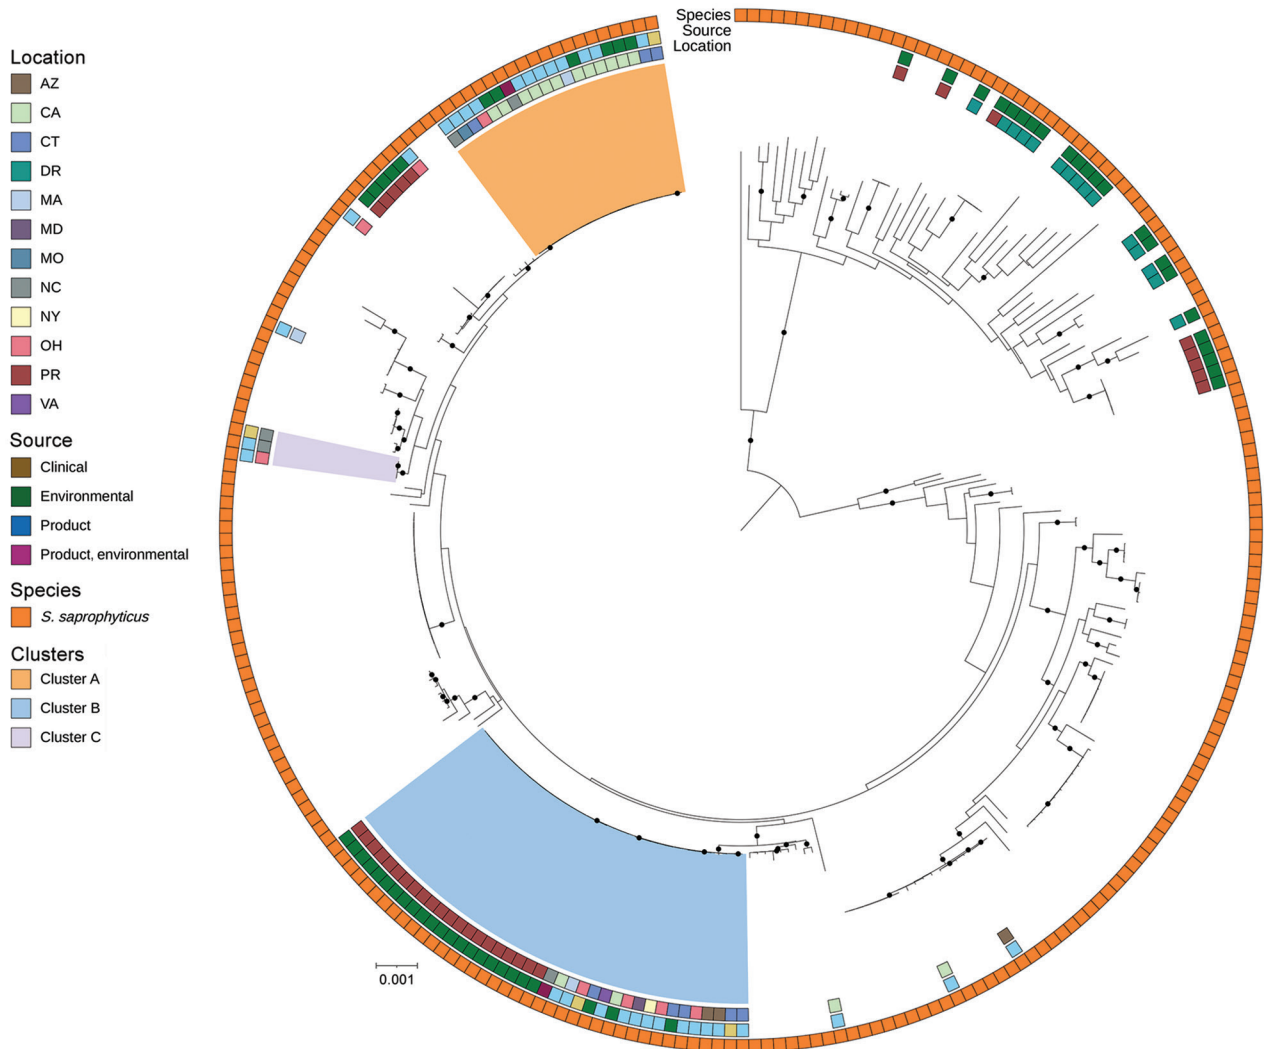 Species
Source
Location
Location
AZ
CA
CT
DR
MA
MD
MO
NC
NY
OH
PR
VA
Source
Clinical
Environmental
Product
Product, environmental
Species
S. saprophyticus
Clusters
Cluster A
Cluster B
Cluster C
0.001